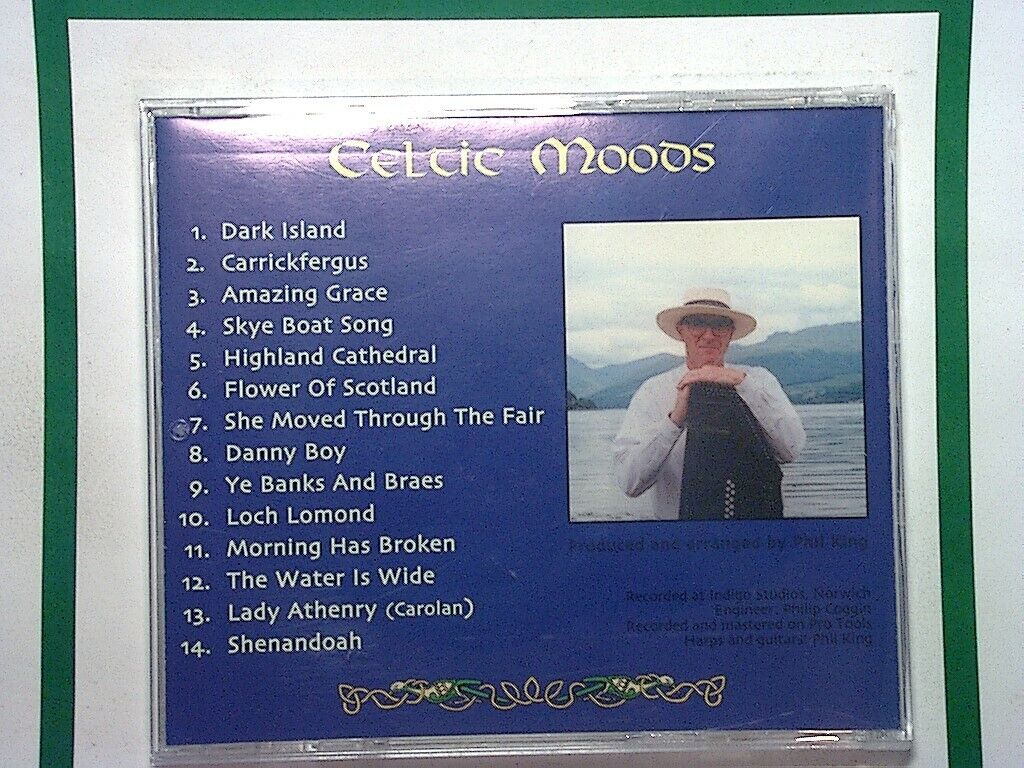 Celtic Moods
1. Dark Island
2. Carrickfergus
3. Amazing Grace
4. Skye Boat Song
5. Highland Cathedral
6. Flower Of Scotland
7. She Moved Through The Fair
8. Danny Boy
9. Ye Banks And Braes
10. Loch Lomond
11. Morning Has Broken
12. The Water Is Wide
13. Lady Athenry (Carolan)
14. Shenandoah
Produced and arranged by Phil King
Recorded at Indigo Studios, Norwich
Engineer: Philip Coggin
Recorded and mastered on Pro Tools
Harps and guitars: Phil King